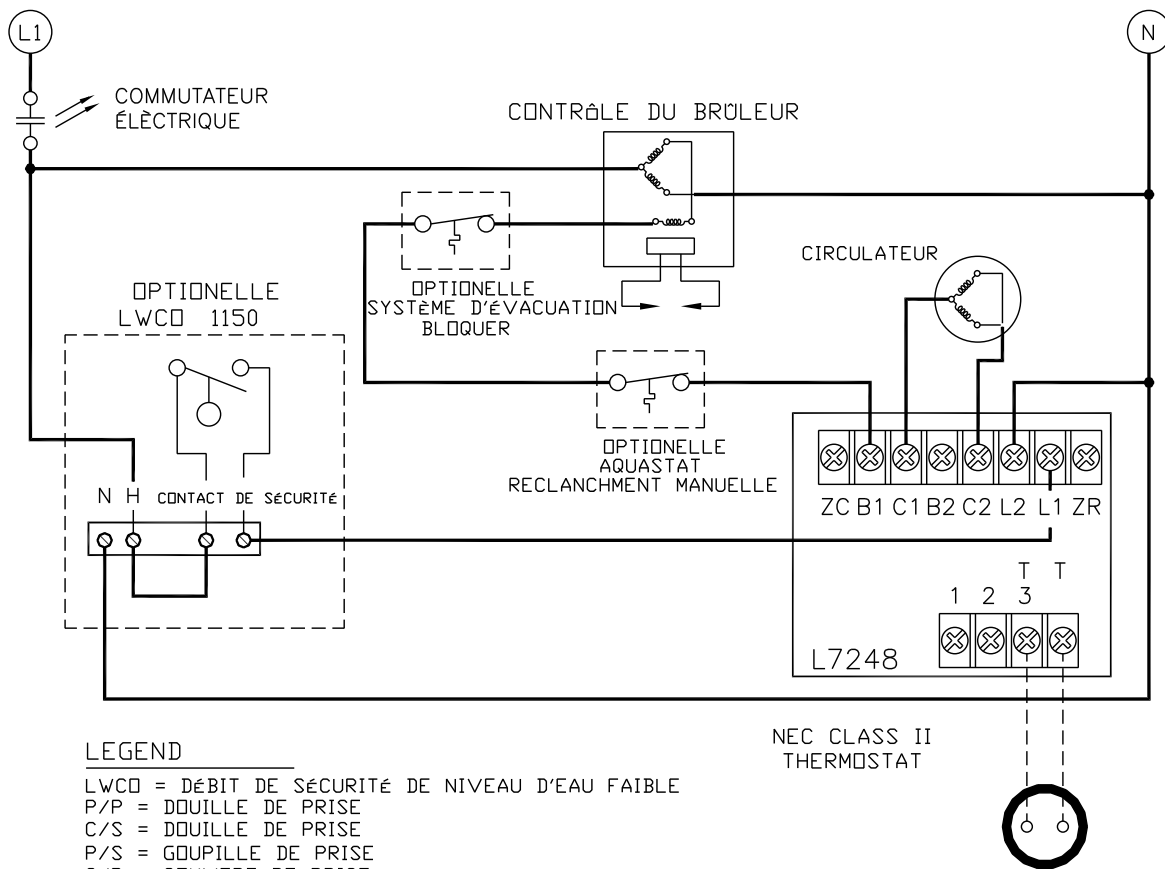 L1
N
COMMUTATEUR
ÉLÈCTRIQUE
CONTRôLE DU BRÛLEUR
CIRCULATEUR
OPTIONELLE
SYSTèME D'éVACUATION
BLOQUER
OPTIONELLE
LWCO 1150
OPTIONELLE
AQUASTAT
RECLANCHMENT MANUELLE
N H CONTACT DE SéCURITé
ZC B1 C1 B2 C2 L2 L1 ZR
T T
1 2 3
L7248
NEC CLASS II
THERMOSTAT
LEGEND
LWCO = DéBIT DE SéCURITé DE NIVEAU D'EAU FAIBLE
P/P = DOUILLE DE PRISE
C/S = DOUILLE DE PRISE
P/S = GOUPILLE DE PRISE